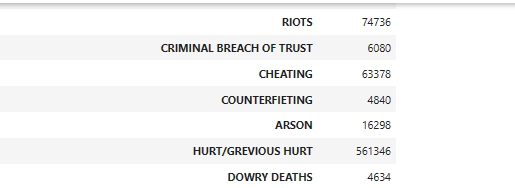 RIOTS 74736
CRIMINAL BREACH OF TRUST 6080
CHEATING 63378
COUNTERFIETING 4840
ARSON 16298
HURT/GREVIOUS HURT 561346
DOWRY DEATHS 4634